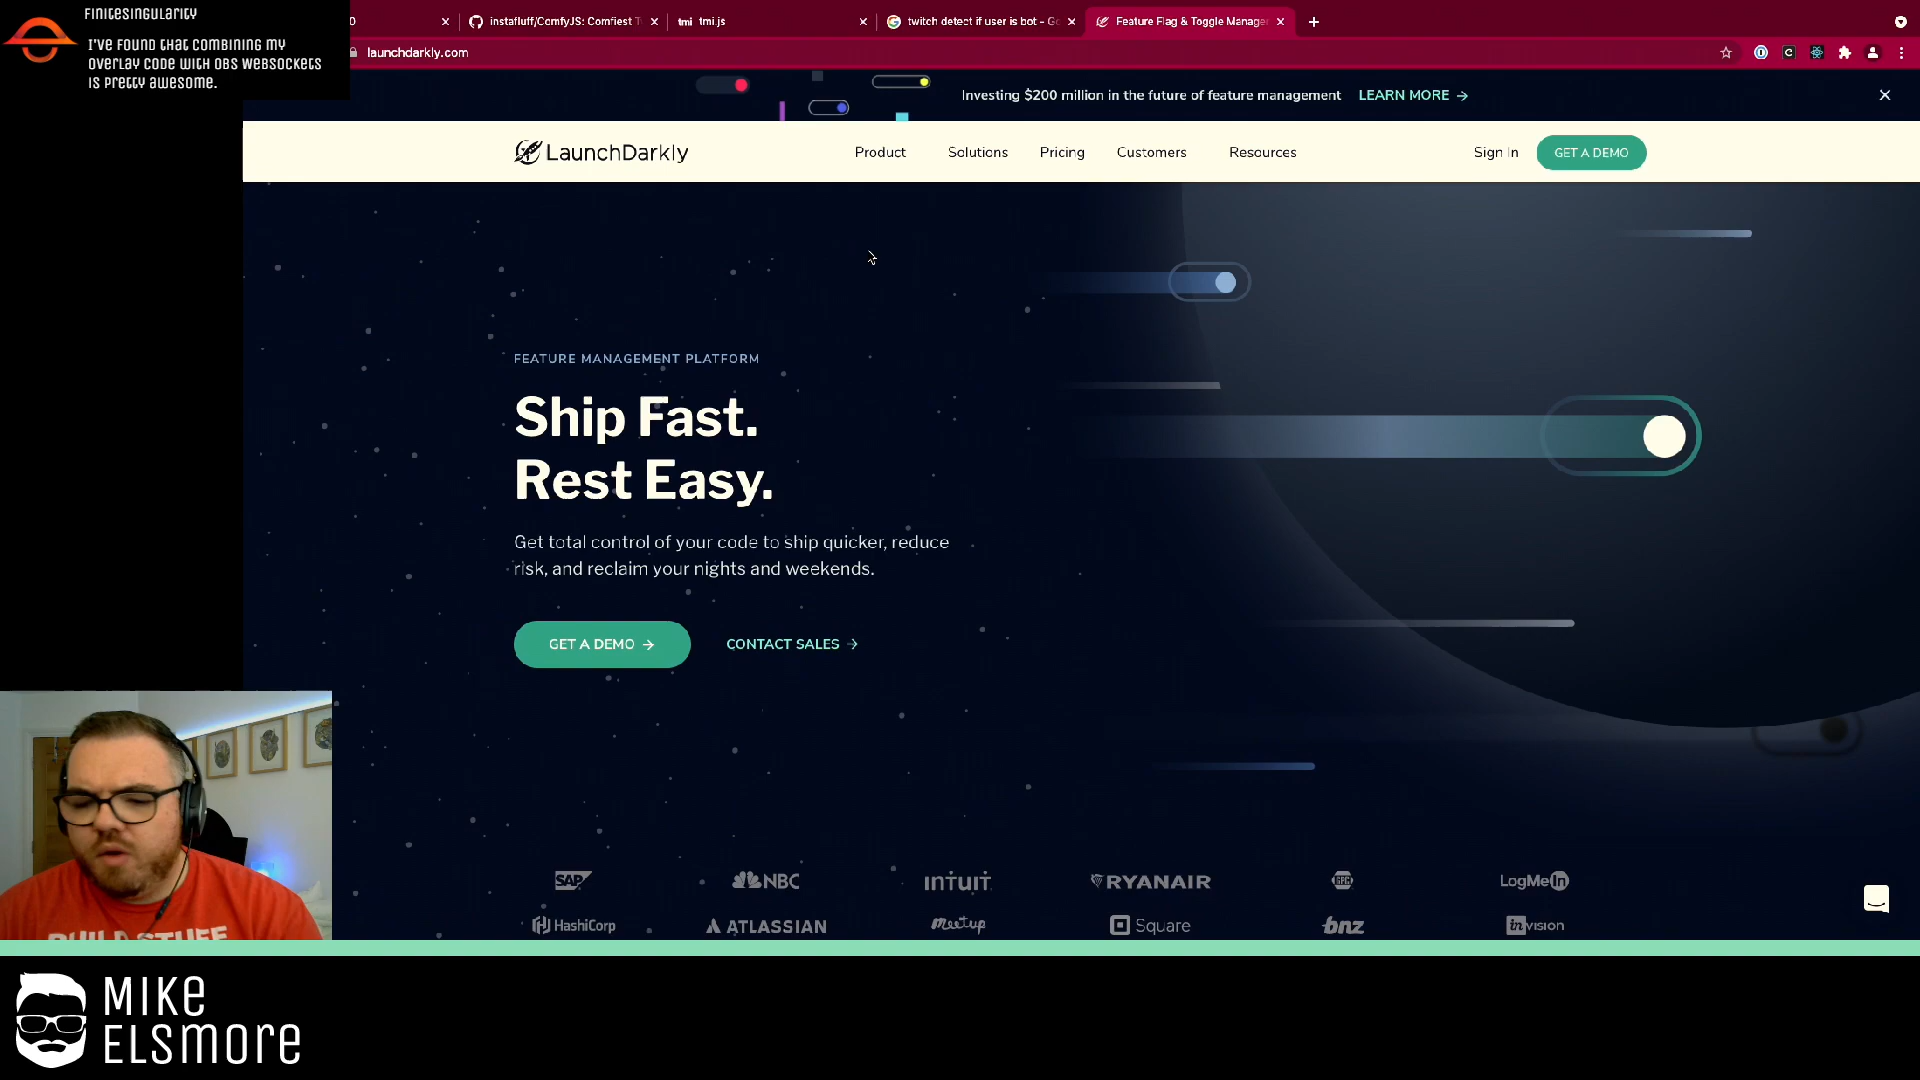 Finitesingularity
I've found that combining my
overlay code with OBS websockets
is pretty awesome.
0
instafluff/ComfyJS: Comfiest T
tmi tmi.js
twitch detect if user is bot - Go
Feature Flag & Toggle Manage
launchdarkly.com
Investing $200 million in the future of feature management LEARN MORE →
LaunchDarkly
Product
Solutions
Pricing
Customers
Resources
Sign In
GET A DEMO
FEATURE MANAGEMENT PLATFORM
Ship Fast.
Rest Easy.
Get total control of your code to ship quicker, reduce
risk, and reclaim your nights and weekends.
GET A DEMO →
CONTACT SALES →
SAP
NBC
INTUIT
RYANAIR
LogMeIn
HashiCorp
ATLASSIAN
meetup
Square
bnz
invision
BUILD STUFF
MIKE
ELSMORE